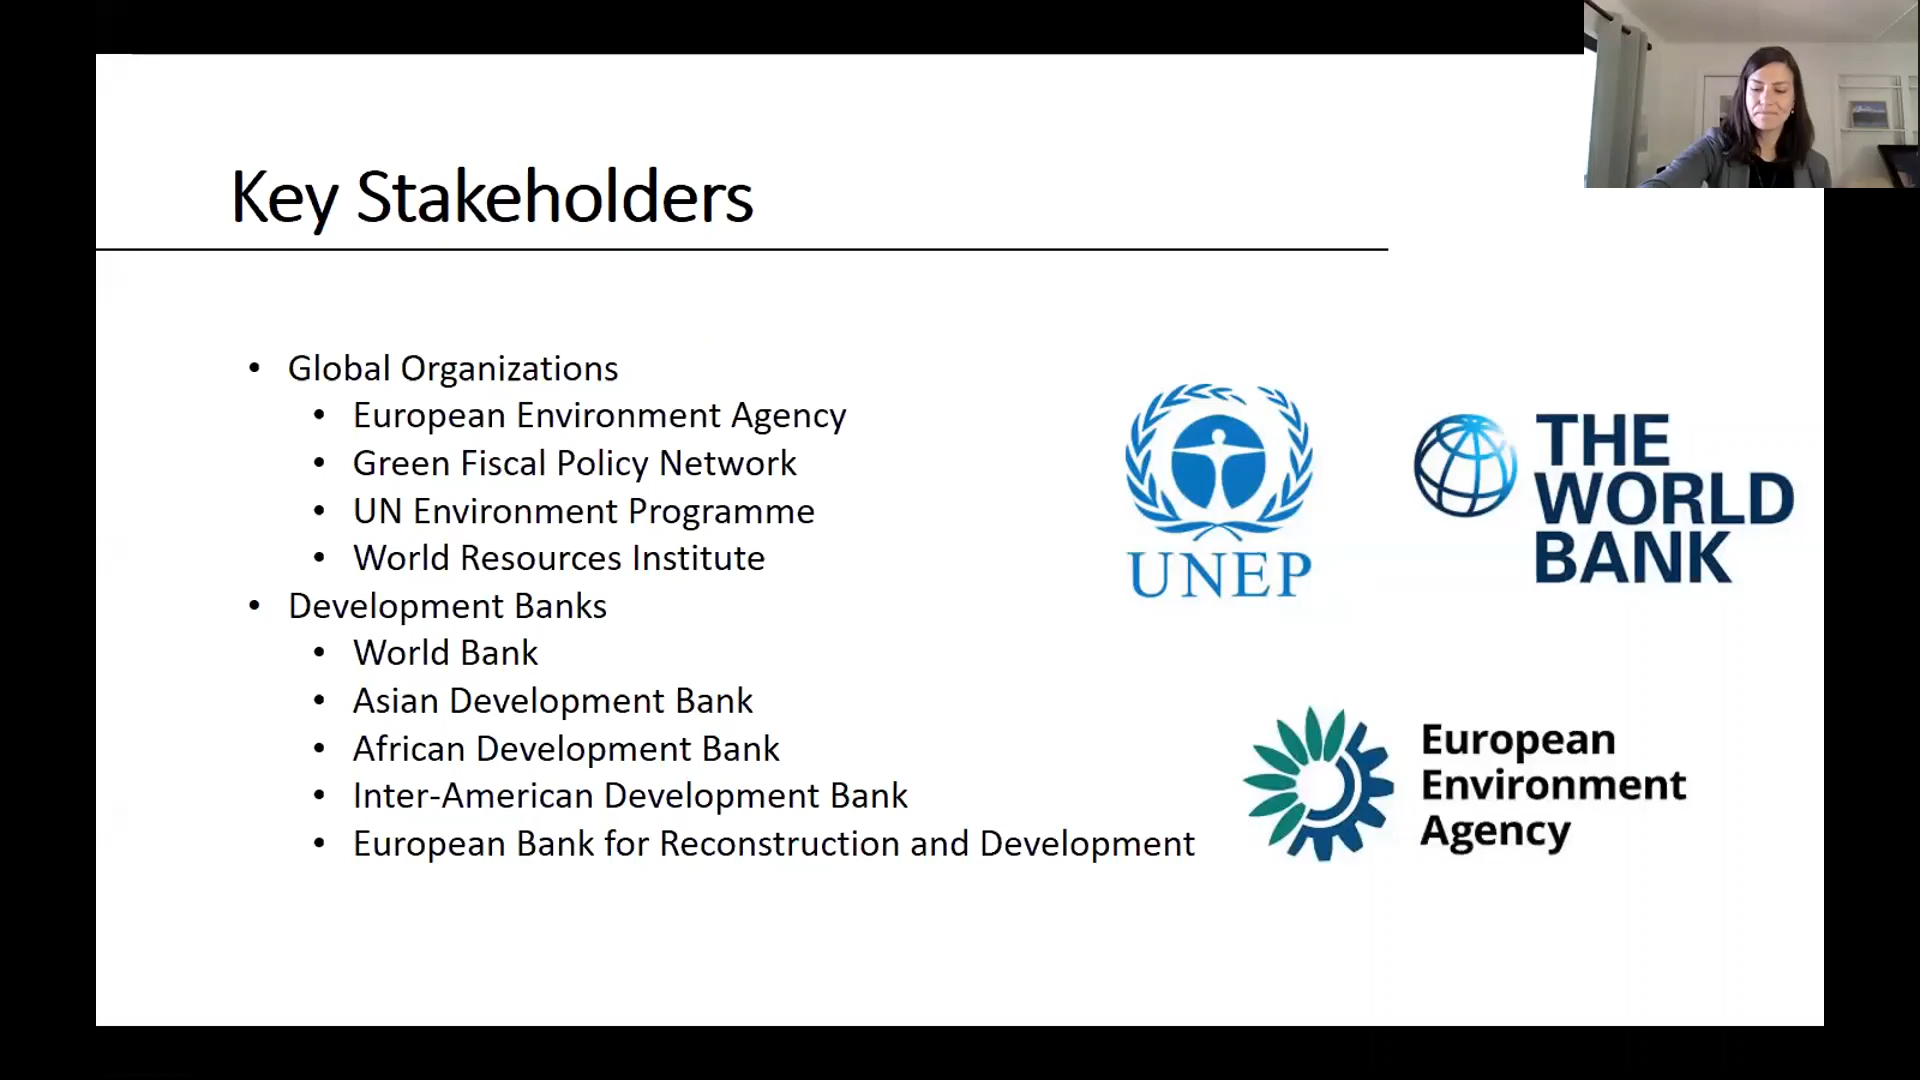 Key Stakeholders
• Global Organizations
• European Environment Agency
• Green Fiscal Policy Network
• UN Environment Programme
• World Resources Institute
• Development Banks
• World Bank
• Asian Development Bank
• African Development Bank
• Inter-American Development Bank
• European Bank for Reconstruction and Development
UNEP
THE
WORLD
BANK
European
Environment
Agency